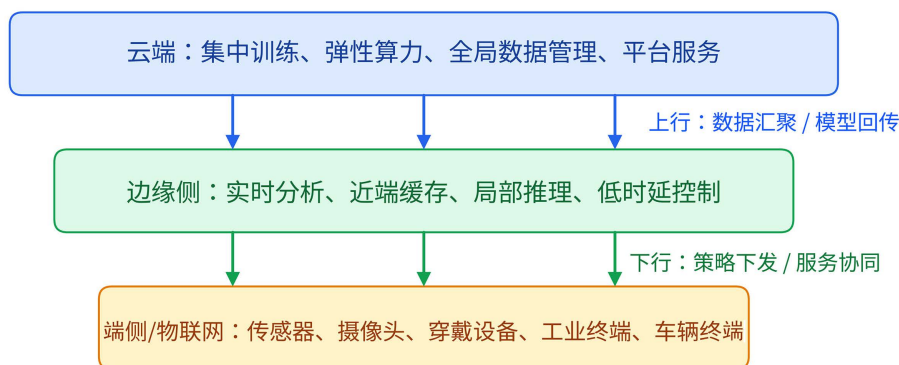 云端：集中训练、弹性算力、全局数据管理、平台服务
上行：数据汇聚 / 模型回传
边缘侧：实时分析、近端缓存、局部推理、低时延控制
下行：策略下发 / 服务协同
端侧/物联网：传感器、摄像头、穿戴设备、工业终端、车辆终端